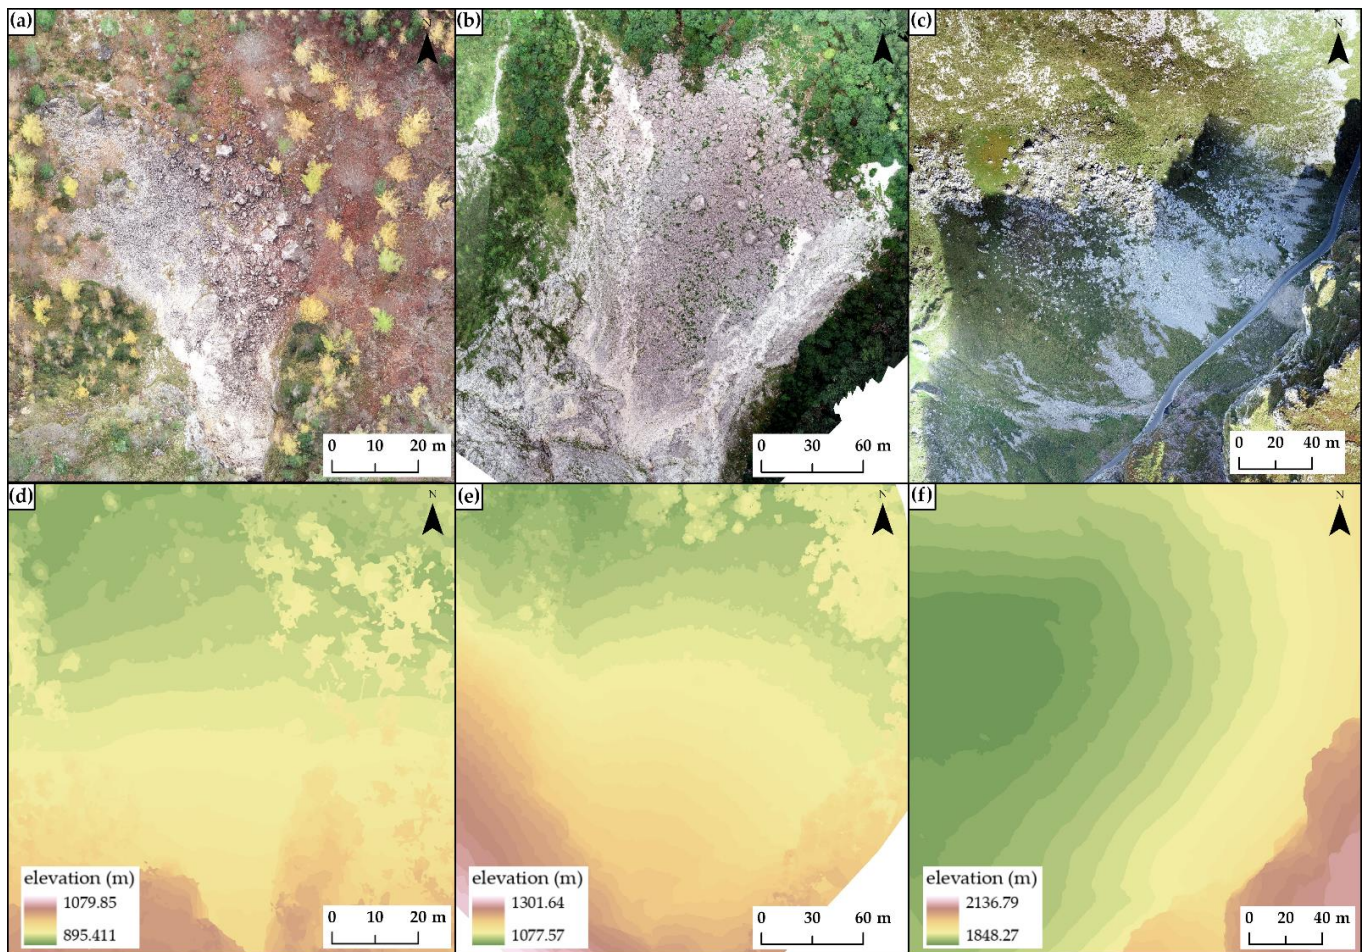 (a)
N
(b)
N
(c)
N
0 10 20 m
0 30 60 m
0 20 40 m
(d)
N
(e)
N
(f)
N
elevation (m)
1079.85
895.411
0 10 20 m
elevation (m)
1301.64
1077.57
0 30 60 m
elevation (m)
2136.79
1848.27
0 20 40 m